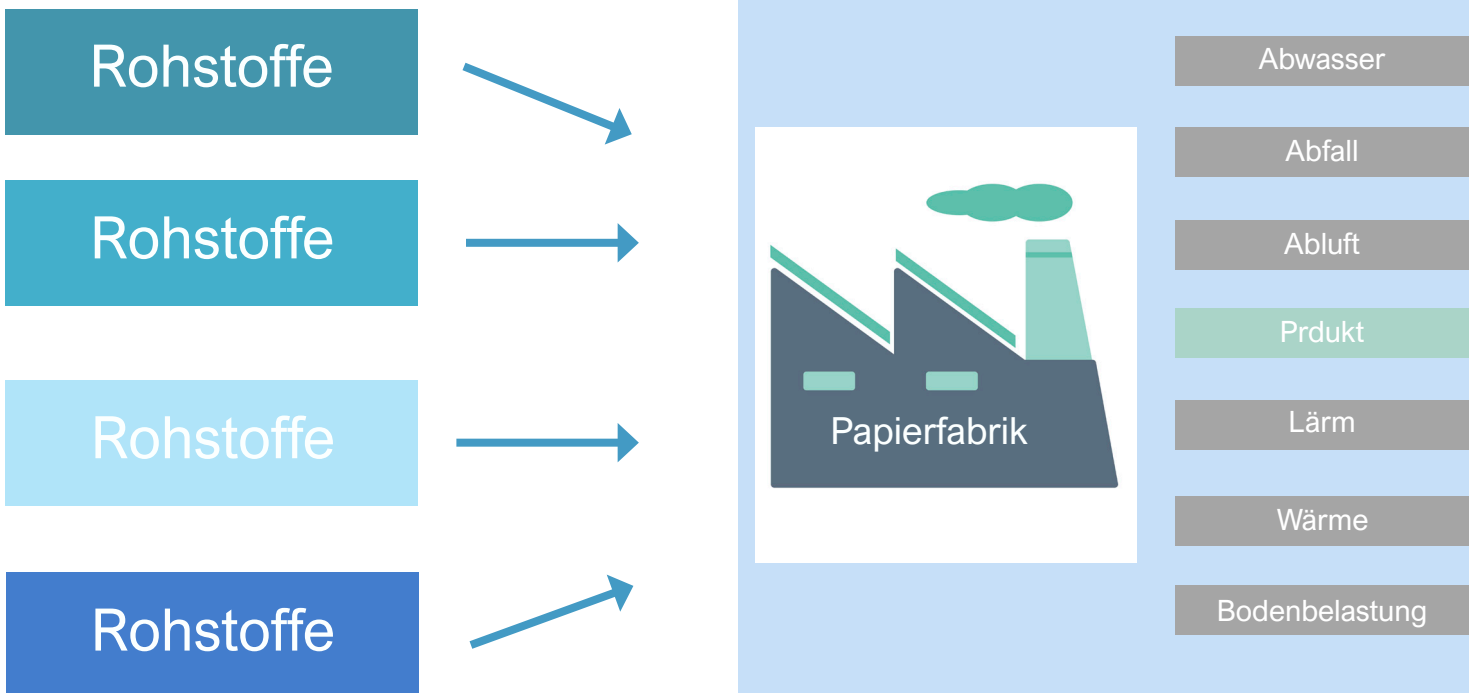 Rohstoffe
Rohstoffe
Rohstoffe
Rohstoffe
Papierfabrik
Abwasser
Abfall
Abluft
Prdukt
Lärm
Wärme
Bodenbelastung